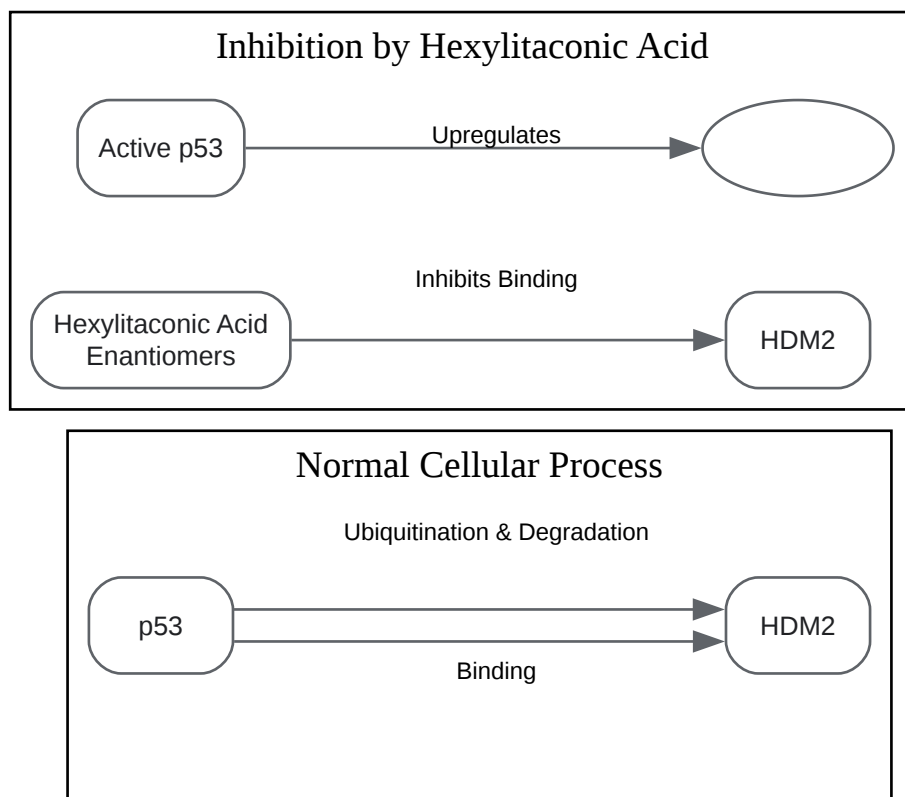 Inhibition by Hexylitaconic Acid
Active p53
Upregulates
Inhibits Binding
Hexylitaconic Acid
Enantiomers
HDM2
Normal Cellular Process
Ubiquitination & Degradation
p53
HDM2
Binding